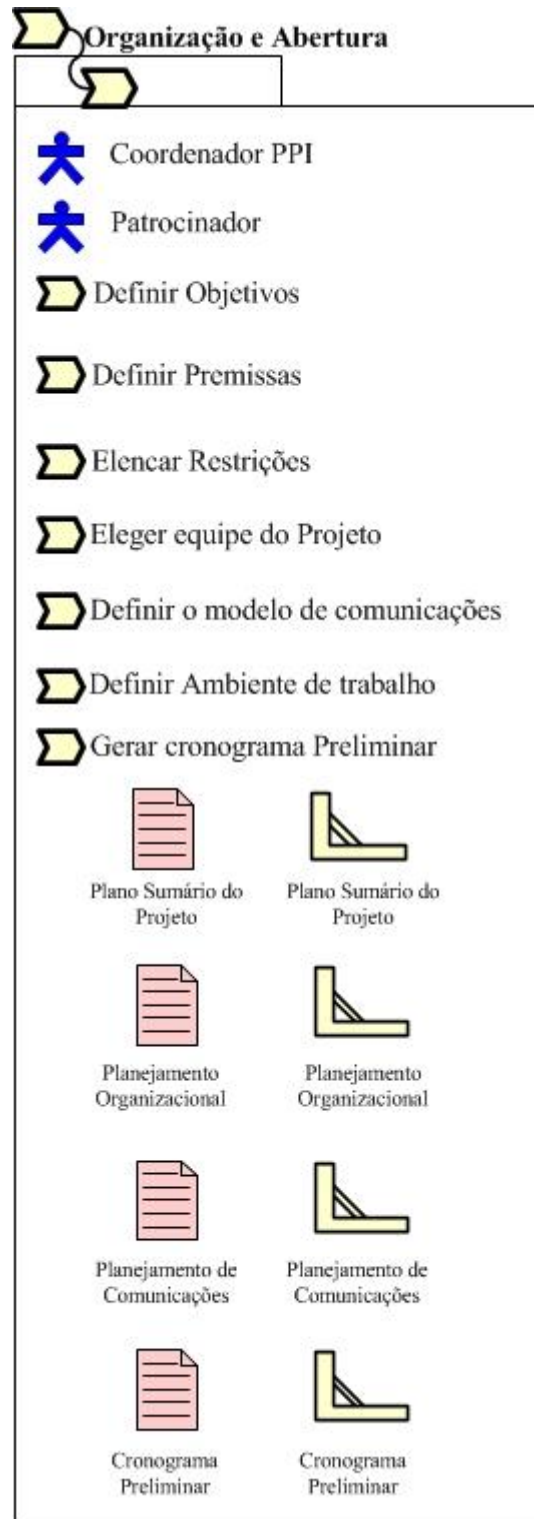 Organização e Abertura
Coordenador PPI
Patrocinador
Definir Objetivos
Definir Premissas
Elencar Restrições
Eleger equipe do Projeto
Definir o modelo de comunicações
Definir Ambiente de trabalho
Gerar cronograma Preliminar
Plano Sumário do
Projeto
Plano Sumário do
Projeto
Planejamento
Organizacional
Planejamento
Organizacional
Planejamento de
Comunicações
Planejamento de
Comunicações
Cronograma
Preliminar
Cronograma
Preliminar